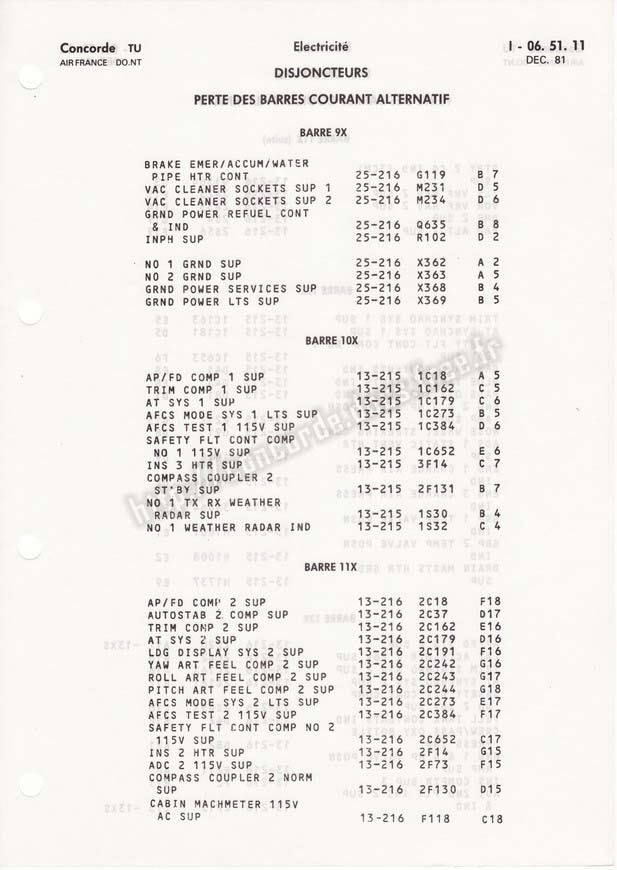 Concorde TU
AIR FRANCE DO.NT
Electricité
I - 06. 51. 11
DEC. 81
DISJONCTEURS
PERTE DES BARRES COURANT ALTERNATIF
BARRE 9X
BRAKE EMER/ACCUM/WATER
PIPE HTR CONT 25-216 G119 B 7
VAC CLEANER SOCKETS SUP 1 25-216 M231 D 5
VAC CLEANER SOCKETS SUP 2 25-216 M234 D 6
GRND POWER REFUEL CONT
& IND 25-216 Q635 B 8
INPH SUP 25-216 R102 D 2
NO 1 GRND SUP 25-216 X362 A 2
NO 2 GRND SUP 25-216 X363 A 5
GRND POWER SERVICES SUP 25-216 X368 B 4
GRND POWER LTS SUP 25-216 X369 B 5
BARRE 10X
AP/FD COMP 1 SUP 13-215 1C18 A 5
TRIM COMP 1 SUP 13-215 1C162 C 5
AT SYS 1 SUP 13-215 1C179 C 6
AFCS MODE SYS 1 LTS SUP 13-215 1C273 B 5
AFCS TEST 1 115V SUP 13-215 1C384 D 6
SAFETY FLT CONT COMP
NO 1 115V SUP 13-215 1C652 E 6
INS 3 HTR SUP 13-215 3F14 C 7
COMPASS COUPLER 2
ST'BY SUP 13-215 2F131 B 7
NO 1 TX RX WEATHER
RADAR SUP 13-215 1S30 B 4
NO 1 WEATHER RADAR IND 13-215 1S32 C 4
BARRE 11X
AP/FD COMP 2 SUP 13-216 2C18 F18
AUTOSTAB 2 COMP SUP 13-216 2C37 D17
TRIM COMP 2 SUP 13-216 2C162 E16
AT SYS 2 SUP 13-216 2C179 D16
LDG DISPLAY SYS 2 SUP 13-216 2C191 F16
YAW ART FEEL COMP 2 SUP 13-216 2C242 G16
ROLL ART FEEL COMP 2 SUP 13-216 2C243 G17
PITCH ART FEEL COMP 2 SUP 13-216 2C244 G18
AFCS MODE SYS 2 LTS SUP 13-216 2C273 E17
AFCS TEST 2 115V SUP 13-216 2C384 F17
SAFETY FLT CONT COMP NO 2
115V SUP 13-216 2C652 C17
INS 2 HTR SUP 13-216 2F14 G15
ADC 2 115V SUP 13-216 2F73 F15
COMPASS COUPLER 2 NORM
SUP 13-216 2F130 D15
CABIN MACHMETER 115V
AC SUP 13-216 F118 C18